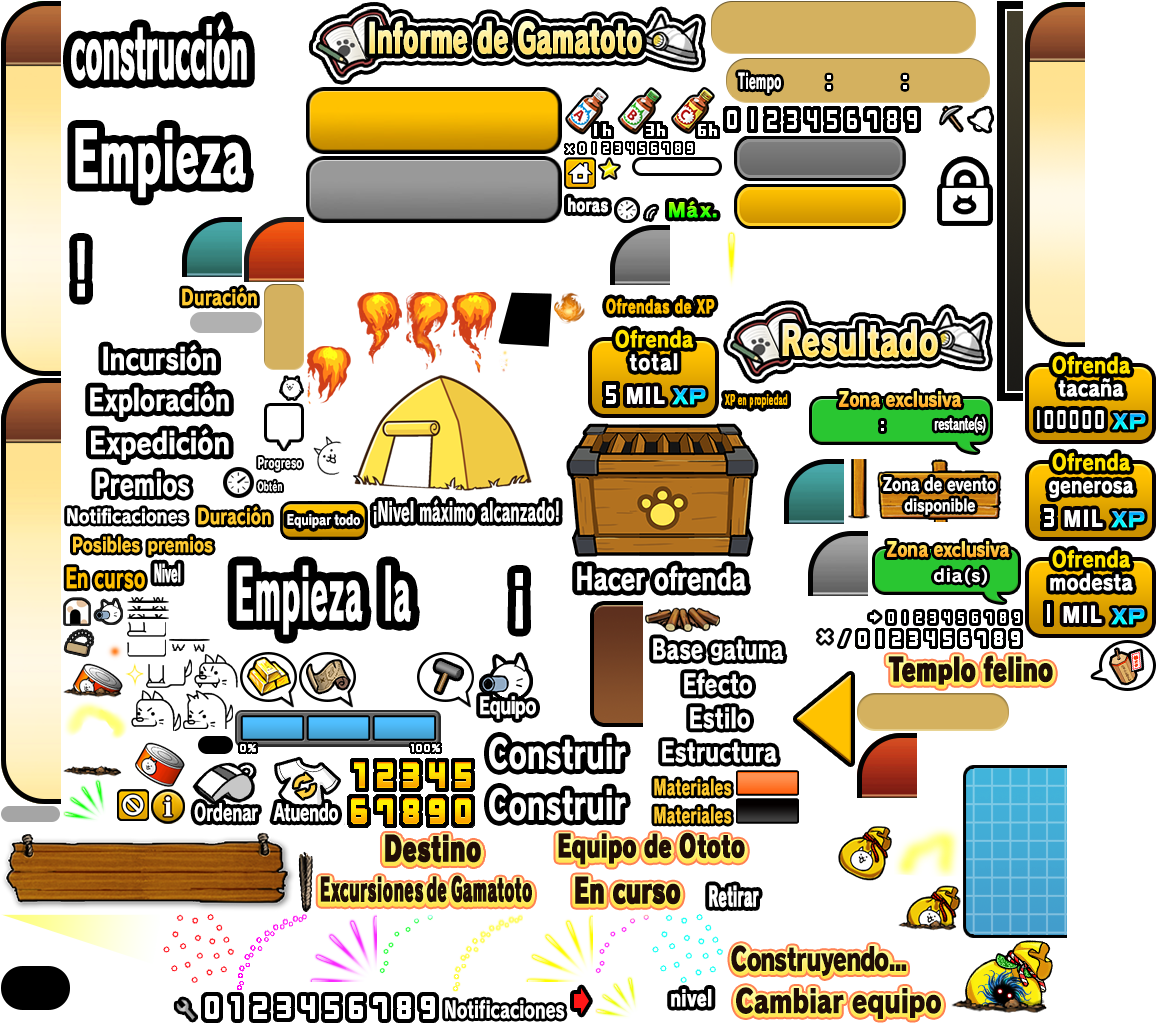 construcción
Informe de Gamatoto
Tiempo : :
A 1h B 3h C 6h
0123456789
x0123456789
Empieza
horas
Máx.
!
Duración
Ofrendas de XP
Ofrenda
total
5 MIL XP
XP en propiedad
Resultado
Incursión
Exploración
Expedición
Premios
Progreso
Obtén
Notificaciones
Duración
Equipar todo
¡Nivel máximo alcanzado!
Posibles premios
En curso
Nivel
Zona exclusiva
: restante(s)
Zona de evento
disponible
Zona exclusiva
dia(s)
Ofrenda
tacaña
100000 XP
Ofrenda
generosa
3 MIL XP
Ofrenda
modesta
1 MIL XP
Empieza la
¡
Hacer ofrenda
0123456789
x/0123456789
Templo felino
Base gatuna
Efecto
Estilo
Estructura
Materiales
Materiales
Equipo
0% 100%
Construir
Construir
Ordenar
Atuendo
12345
67890
Destino
Equipo de Ototo
Excursiones de Gamatoto
En curso
Retirar
Construyendo...
Cambiar equipo
0123456789
Notificaciones
nivel